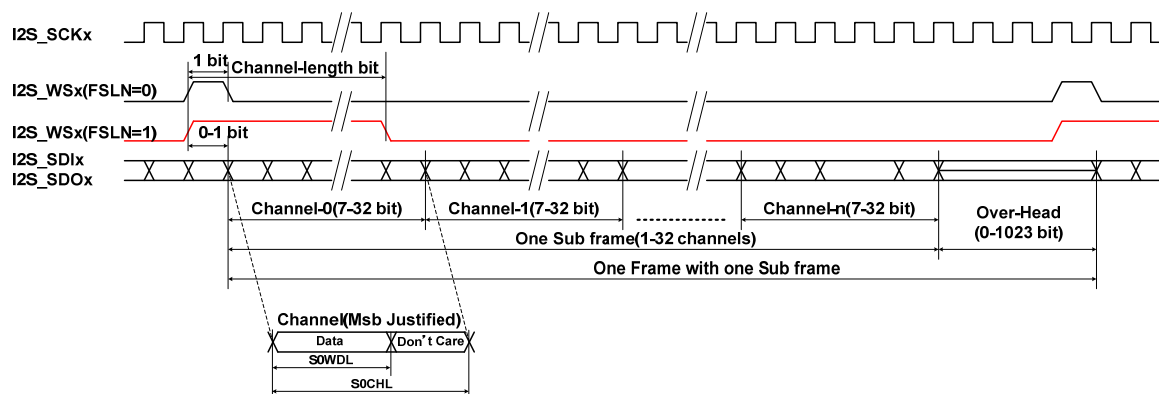 I2S_SCKx
1 bit
Channel-length bit
I2S_WSx(FSLN=0)
I2S_WSx(FSLN=1)
0-1 bit
I2S_SDIx
I2S_SDOx
Channel-0(7-32 bit)
Channel-1(7-32 bit)
Channel-n(7-32 bit)
Over-Head
(0-1023 bit)
One Sub frame(1-32 channels)
One Frame with one Sub frame
Channel(Msb Justified)
Data
Don't Care
S0WDL
S0CHL